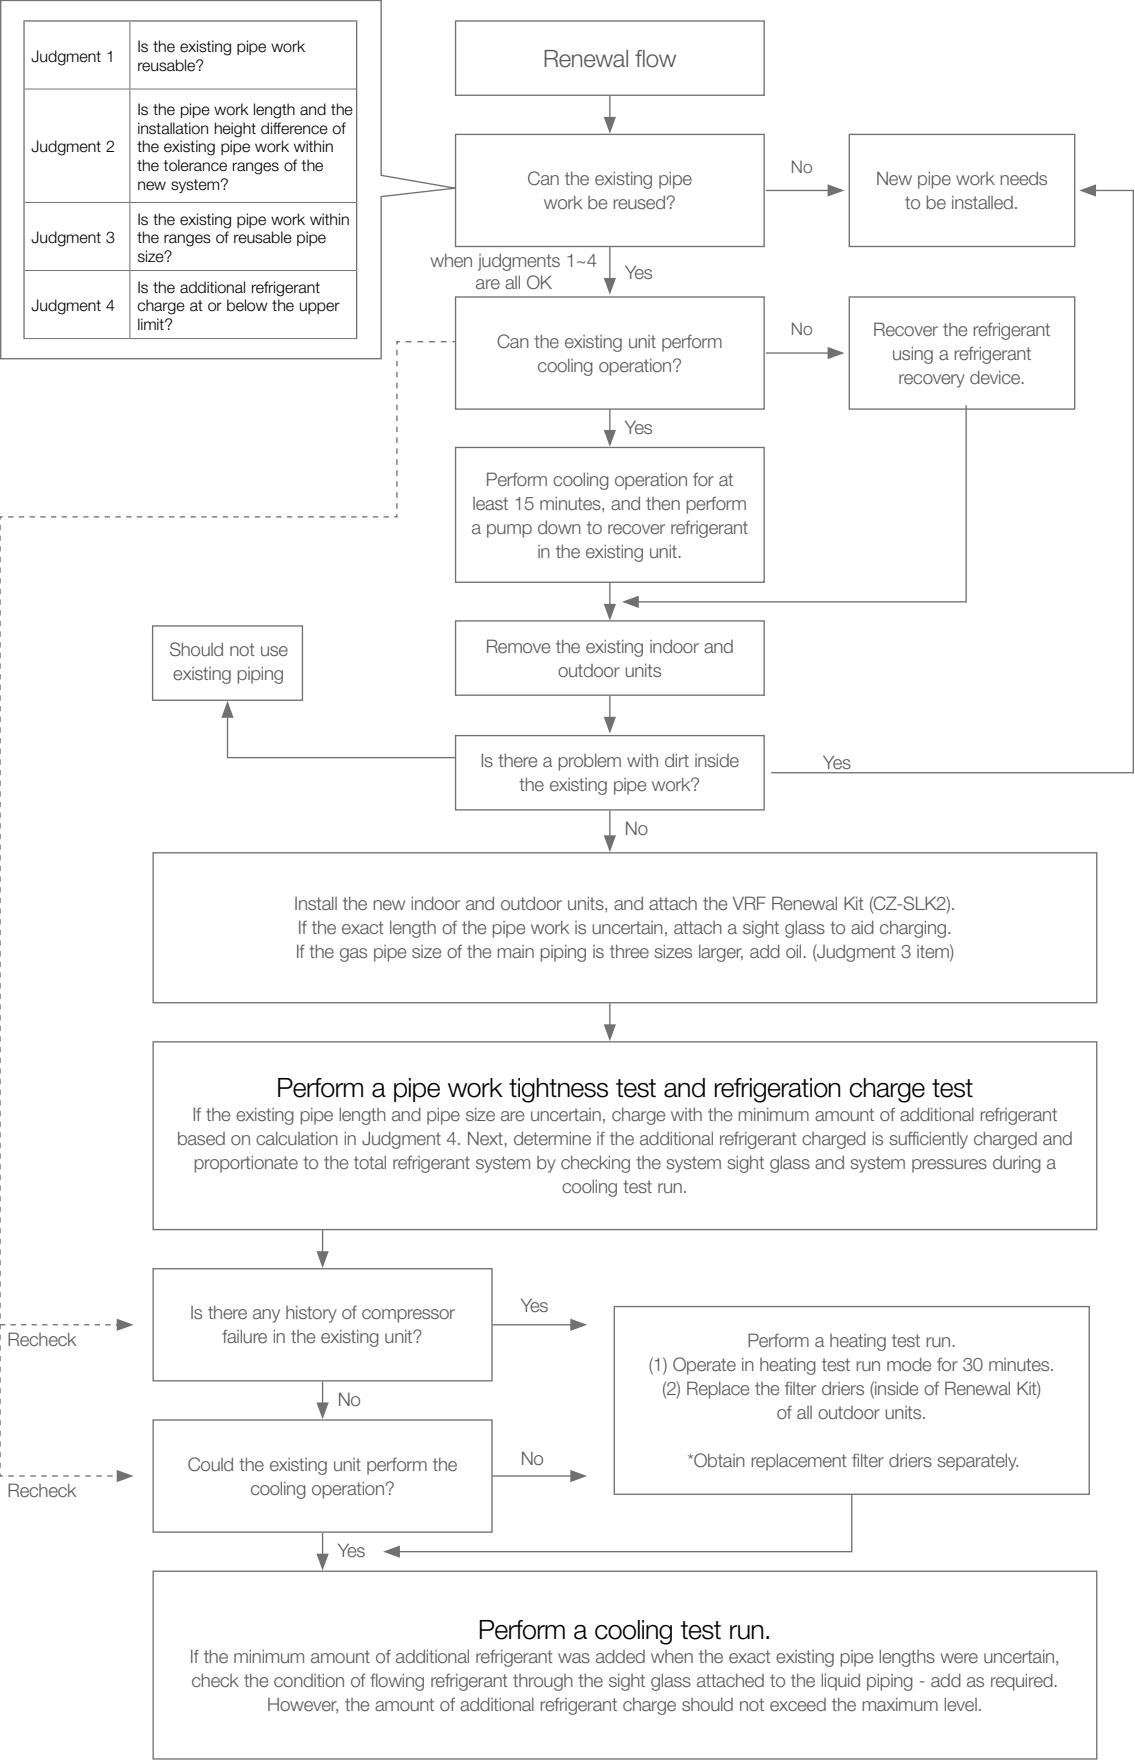 Judgment 1
Is the existing pipe work
reusable?
Judgment 2
Is the pipe work length and the
installation height difference of
the existing pipe work within
the tolerance ranges of the
new system?
Judgment 3
Is the existing pipe work within
the ranges of reusable pipe
size?
Judgment 4
Is the additional refrigerant
charge at or below the upper
limit?
Renewal flow
Can the existing pipe
work be reused?
No
New pipe work needs
to be installed.
when judgments 1~4
are all OK
Yes
Can the existing unit perform
cooling operation?
No
Recover the refrigerant
using a refrigerant
recovery device.
Yes
Perform cooling operation for at
least 15 minutes, and then perform
a pump down to recover refrigerant
in the existing unit.
Remove the existing indoor and
outdoor units
Should not use
existing piping
Is there a problem with dirt inside
the existing pipe work?
Yes
No
Install the new indoor and outdoor units, and attach the VRF Renewal Kit (CZ-SLK2).
If the exact length of the pipe work is uncertain, attach a sight glass to aid charging.
If the gas pipe size of the main piping is three sizes larger, add oil. (Judgment 3 item)
Perform a pipe work tightness test and refrigeration charge test
If the existing pipe length and pipe size are uncertain, charge with the minimum amount of additional refrigerant
based on calculation in Judgment 4. Next, determine if the additional refrigerant charged is sufficiently charged and
proportionate to the total refrigerant system by checking the system sight glass and system pressures during a
cooling test run.
Is there any history of compressor
failure in the existing unit?
Yes
Recheck
No
Perform a heating test run.
(1) Operate in heating test run mode for 30 minutes.
(2) Replace the filter driers (inside of Renewal Kit)
of all outdoor units.
*Obtain replacement filter driers separately.
Could the existing unit perform the
cooling operation?
No
Recheck
Yes
Perform a cooling test run.
If the minimum amount of additional refrigerant was added when the exact existing pipe lengths were uncertain,
check the condition of flowing refrigerant through the sight glass attached to the liquid piping - add as required.
However, the amount of additional refrigerant charge should not exceed the maximum level.